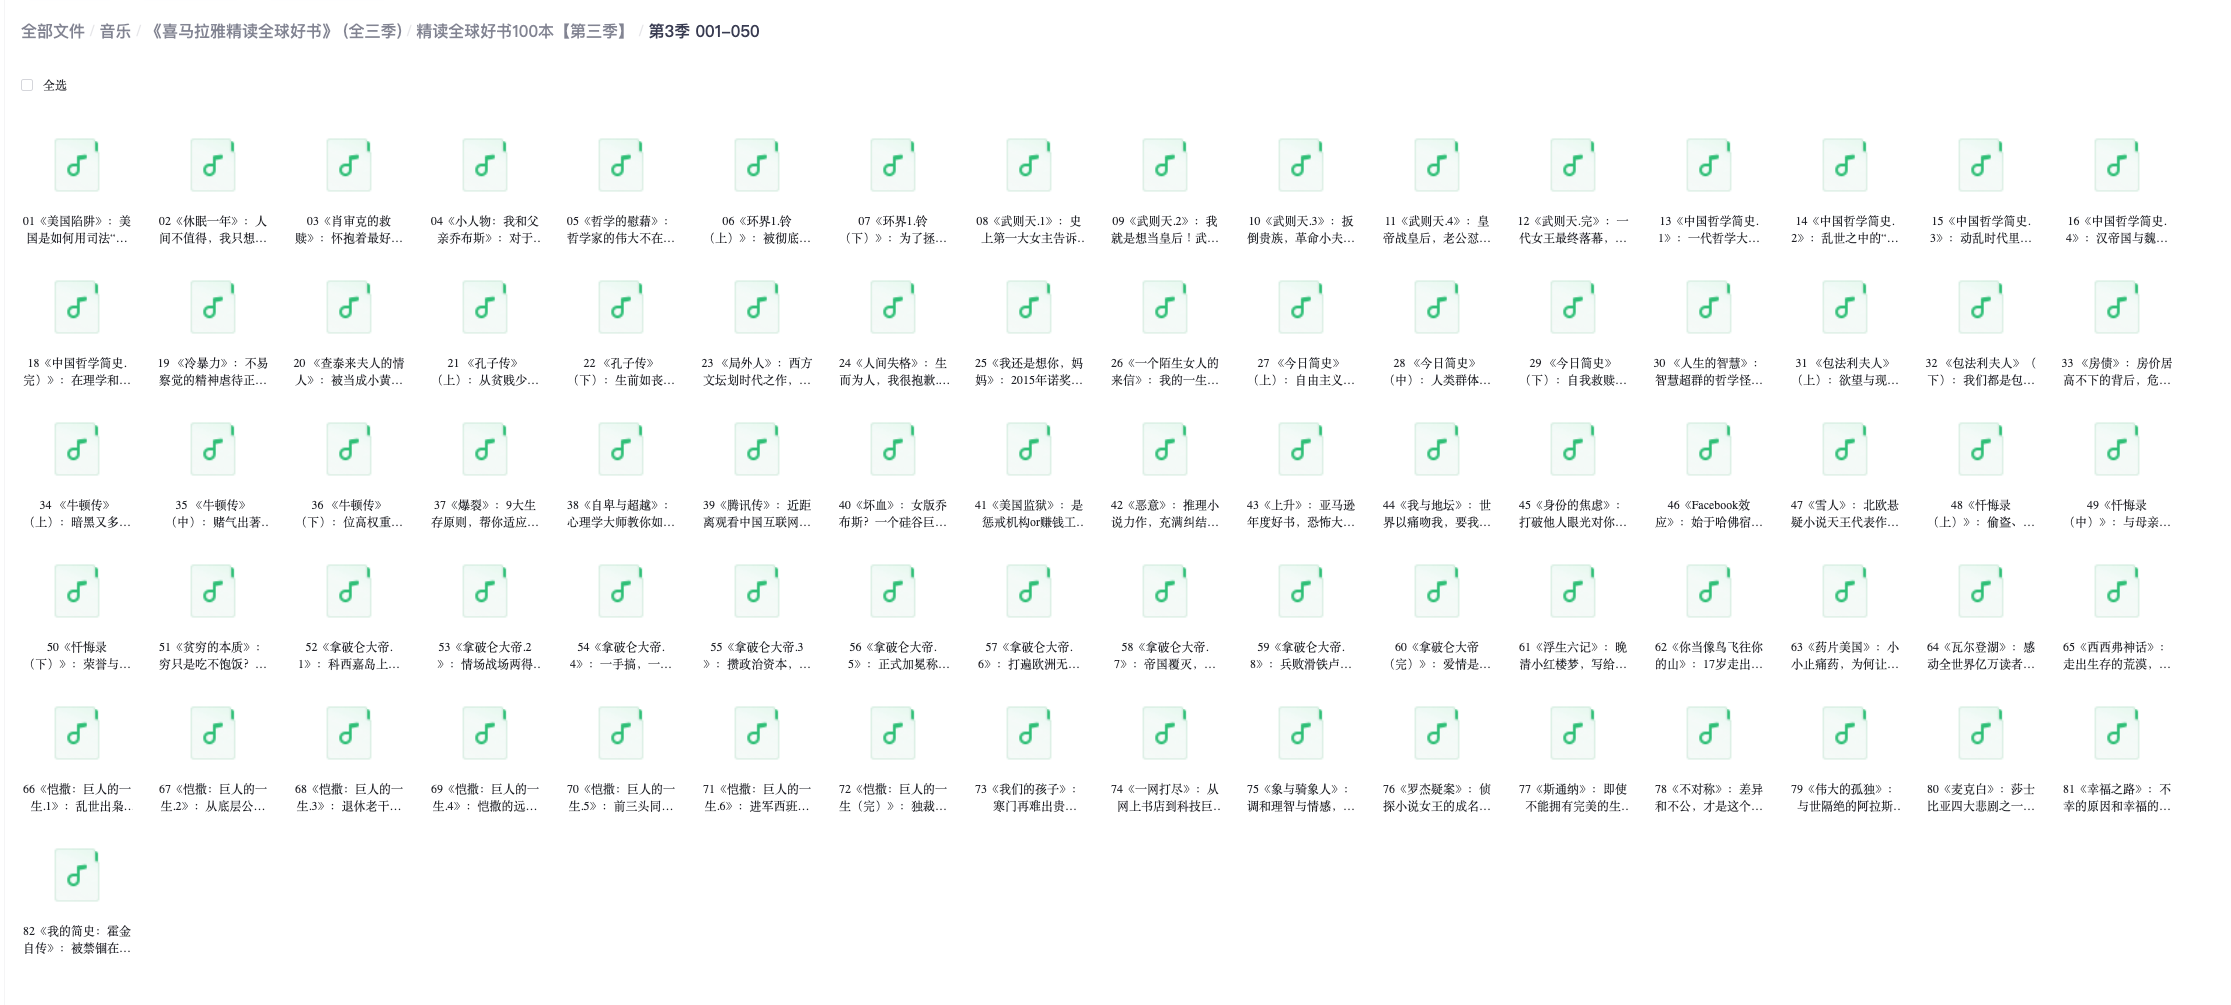 全部文件 / 音乐 / 《喜马拉雅精读全球好书》(全三季) / 精读全球好书100本【第三季】 / 第3季 001-050
全选
01《美国陷阱》：美
国是如何用司法“...
02《休眠一年》：人
间不值得，我只想...
03《肖审克的救
赎》：怀抱着最好...
04《小人物：我和父
亲乔布斯》：对于..
05《哲学的慰藉》：
哲学家的伟大不在...
06《环界1.铃
（上）》：被彻底...
07《环界1.铃
（下）》：为了拯...
08《武则天.1》：史
上第一大女主告诉..
09《武则天.2》：我
就是想当皇后！武...
10《武则天.3》：扳
倒贵族，革命小夫...
11《武则天.4》：皇
帝战皇后，老公怼...
12《武则天.完》：一
代女王最终落幕，...
13《中国哲学简史.
1》：一代哲学大...
14《中国哲学简史.
2》：乱世之中的“...
15《中国哲学简史.
3》：动乱时代里...
16《中国哲学简史.
4》：汉帝国与魏...
18《中国哲学简史.
完）》：在理学和...
19 《冷暴力》：不易
察觉的精神虐待正...
20 《查泰来夫人的情
人》：被当成小黄...
21 《孔子传》
（上）：从贫贱少...
22 《孔子传》
（下）：生前如丧...
23 《局外人》：西方
文坛划时代之作，...
24《人间失格》：生
而为人，我很抱歉....
25《我还是想你，妈
妈》：2015年诺奖...
26《一个陌生女人的
来信》：我的一生...
27 《今日简史》
（上）：自由主义...
28 《今日简史》
（中）：人类群体...
29 《今日简史》
（下）：自我救赎...
30 《人生的智慧》：
智慧超群的哲学怪...
31 《包法利夫人》
（上）：欲望与现...
32 《包法利夫人》（
下）：我们都是包...
33 《房债》：房价居
高不下的背后，危...
34 《牛顿传》
（上）：暗黑又多...
35 《牛顿传》
（中）：赌气出著..
36 《牛顿传》
（下）：位高权重...
37《爆裂》：9大生
存原则，帮你适应...
38《自卑与超越》：
心理学大师教你如...
39《腾讯传》：近距
离观看中国互联网...
40《坏血》：女版乔
布斯？一个硅谷巨...
41《美国监狱》：是
惩戒机构or赚钱工..
42《恶意》：推理小
说力作，充满纠结...
43《上升》：亚马逊
年度好书，恐怖大...
44《我与地坛》：世
界以痛吻我，要我...
45《身份的焦虑》：
打破他人眼光对你...
46《Facebook效
应》：始于哈佛宿...
47《雪人》：北欧悬
疑小说天王代表作...
48《忏悔录
（上）》：偷盗、...
49《忏悔录
（中）》：与母亲...
50《忏悔录
（下）》：荣誉与...
51《贫穷的本质》：
穷只是吃不饱饭？...
52《拿破仑大帝.
1》：科西嘉岛上...
53《拿破仑大帝.2
》：情场战场两得..
54《拿破仑大帝.
4》：一手搞，一...
55《拿破仑大帝.3
》：攒政治资本，...
56《拿破仑大帝.
5》：正式加冕称...
57《拿破仑大帝.
6》：打遍欧洲无...
58《拿破仑大帝.
7》：帝国覆灭，...
59《拿破仑大帝.
8》：兵败滑铁卢...
60《拿破仑大帝
（完）》：爱情是...
61《浮生六记》：晚
清小红楼梦，写给...
62《你当像鸟飞往你
的山》：17岁走出...
63《药片美国》：小
小止痛药，为何让...
64《瓦尔登湖》：感
动全世界亿万读者...
65《西西弗神话》：
走出生存的荒漠，...
66《恺撒：巨人的一
生.1》：乱世出枭..
67《恺撒：巨人的一
生.2》：从底层公...
68《恺撒：巨人的一
生.3》：退休老干...
69《恺撒：巨人的一
生.4》：恺撒的远...
70《恺撒：巨人的一
生.5》：前三头同...
71《恺撒：巨人的一
生.6》：进军西班...
72《恺撒：巨人的一
生（完）》：独裁...
73《我们的孩子》：
寒门再难出贵...
74《一网打尽》：从
网上书店到科技巨..
75《象与骑象人》：
调和理智与情感，...
76《罗杰疑案》：侦
探小说女王的成名...
77《斯通纳》：即使
不能拥有完美的生..
78《不对称》：差异
和不公，才是这个...
79《伟大的孤独》：
与世隔绝的阿拉斯..
80《麦克白》：莎士
比亚四大悲剧之一...
81《幸福之路》：不
幸的原因和幸福的...
82《我的简史：霍金
自传》：被禁锢在...